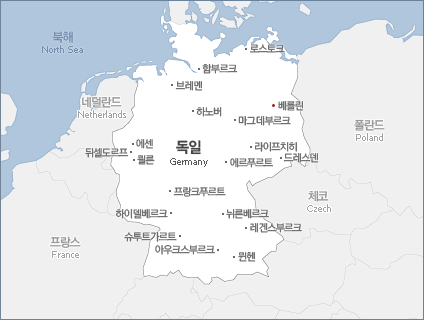 북해
North Sea
로스토크
함부르크
브레멘
네덜란드
Netherlands
하노버
베를린
마그데부르크
폴란드
Poland
에센
뒤셀도르프
쾰른
독일
Germany
라이프치히
드레스덴
에르푸르트
프랑크푸르트
체코
Czech
하이델베르크
뉘른베르크
레겐스부르크
프랑스
France
슈투트가르트
아우크스부르크
뮌헨